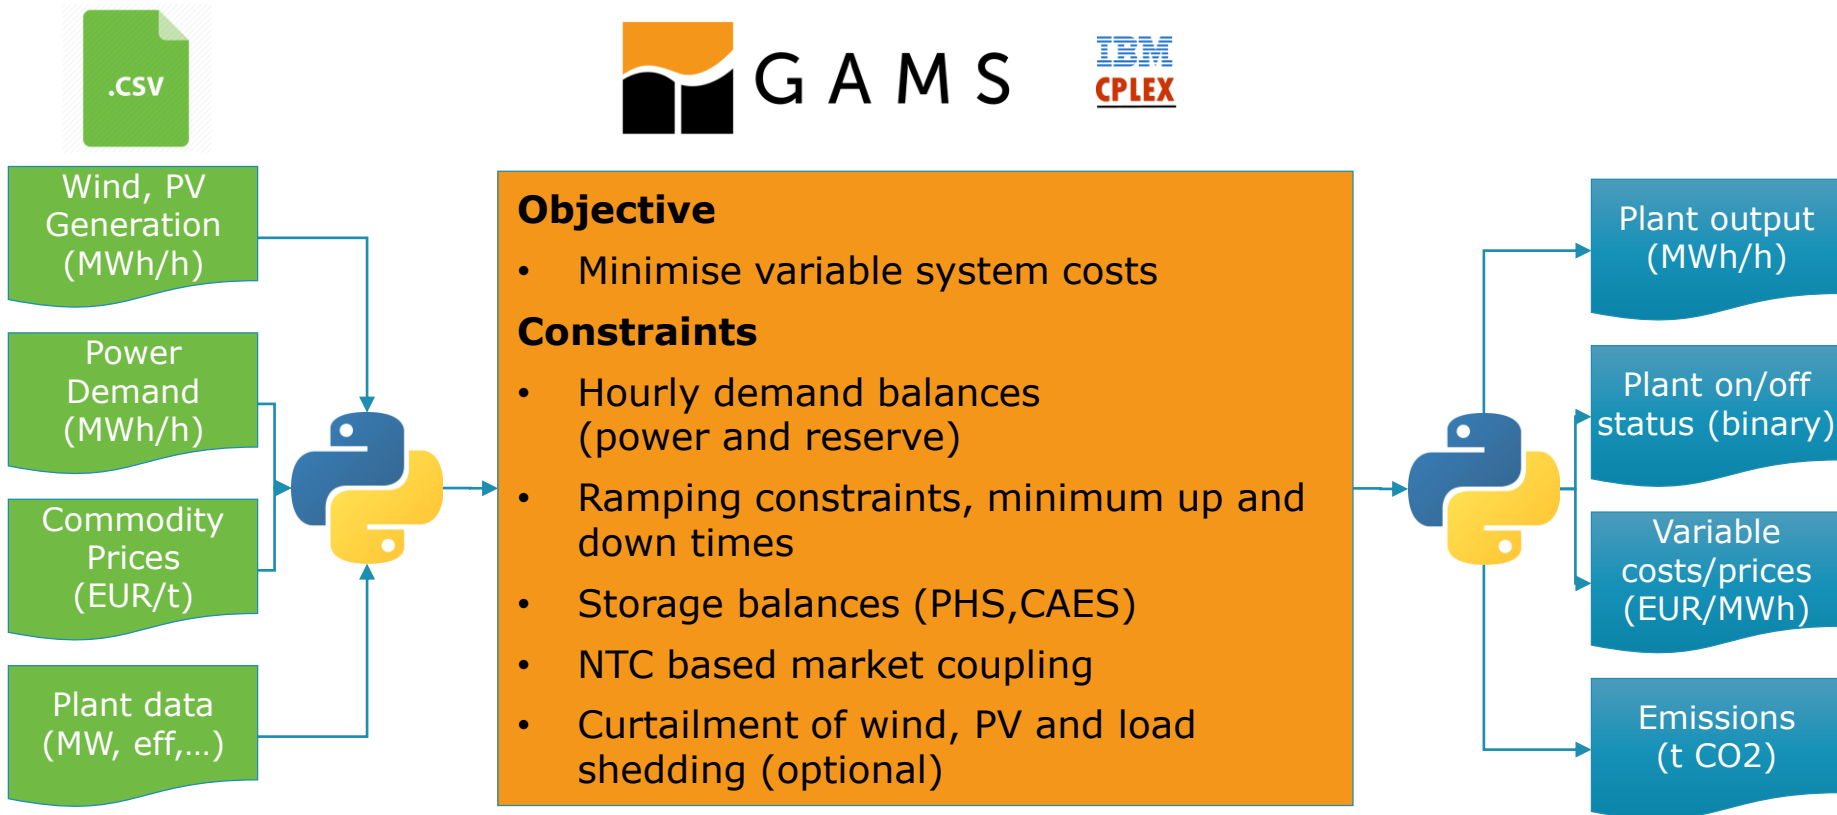 .CSV
GAMS
IBM
CPLEX
Wind, PV
Generation
(MWh/h)
Power
Demand
(MWh/h)
Commodity
Prices
(EUR/t)
Plant data
(MW, eff,...)
Objective
• Minimise variable system costs
Constraints
• Hourly demand balances
(power and reserve)
• Ramping constraints, minimum up and
down times
• Storage balances (PHS,CAES)
• NTC based market coupling
• Curtailment of wind, PV and load
shedding (optional)
Plant output
(MWh/h)
Plant on/off
status (binary)
Variable
costs/prices
(EUR/MWh)
Emissions
(t CO2)